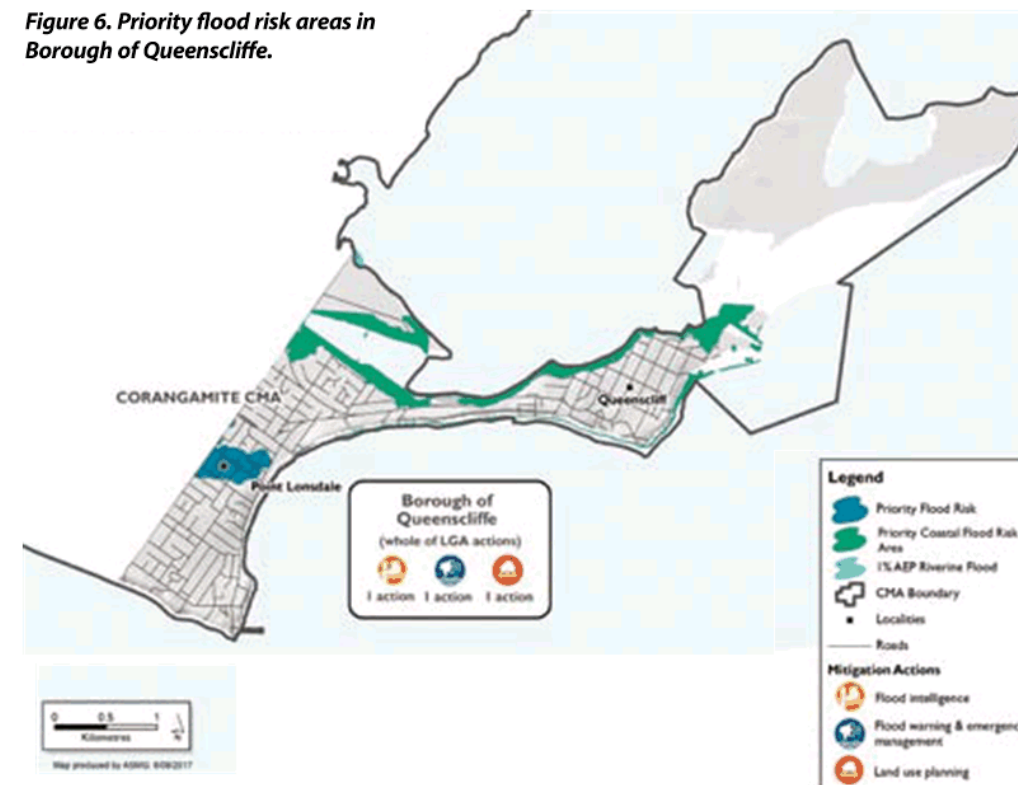 Figure 6. Priority flood risk areas in
Borough of Queenscliffe.
CORANGAMITE CMA
Queenscliff
Point Lonsdale
Borough of
Queenscliffe
(whole of LGA actions)
1 action 1 action 1 action
Legend
Priority Flood Risk
Priority Coastal Flood Risk
Area
1% AEP Riverine Flood
CMA Boundary
Localities
Roads
Mitigation Actions
Flood intelligence
Flood warning & emergenc
management
Land use planning
0 0.5 1
Kilometres
N
Map produced by